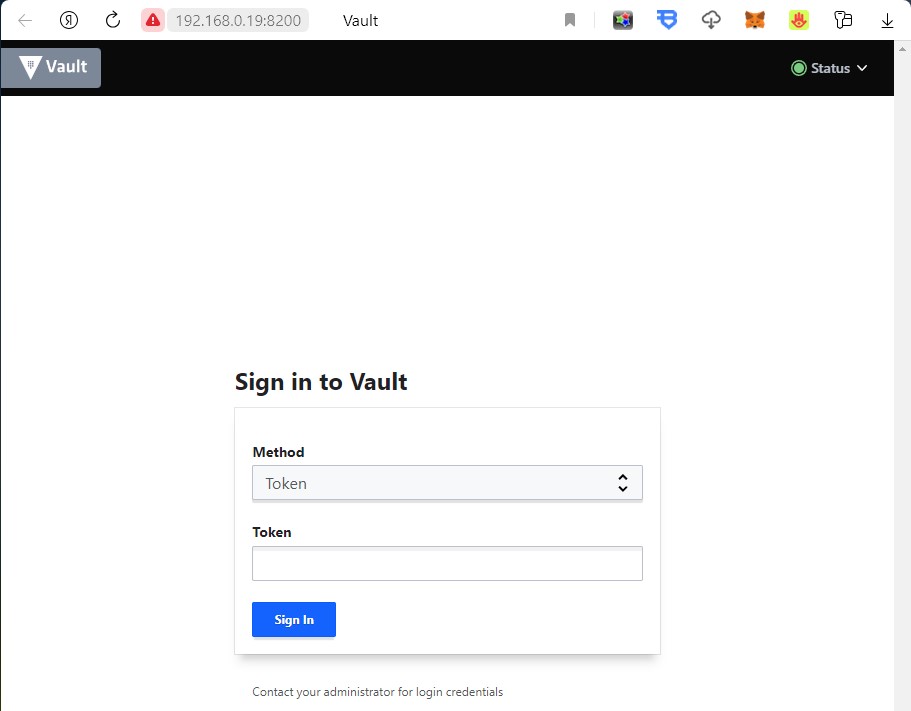 Я 192.168.0.19:8200 Vault
Vault
Status
Sign in to Vault
Method
Token
Token
Sign In
Contact your administrator for login credentials